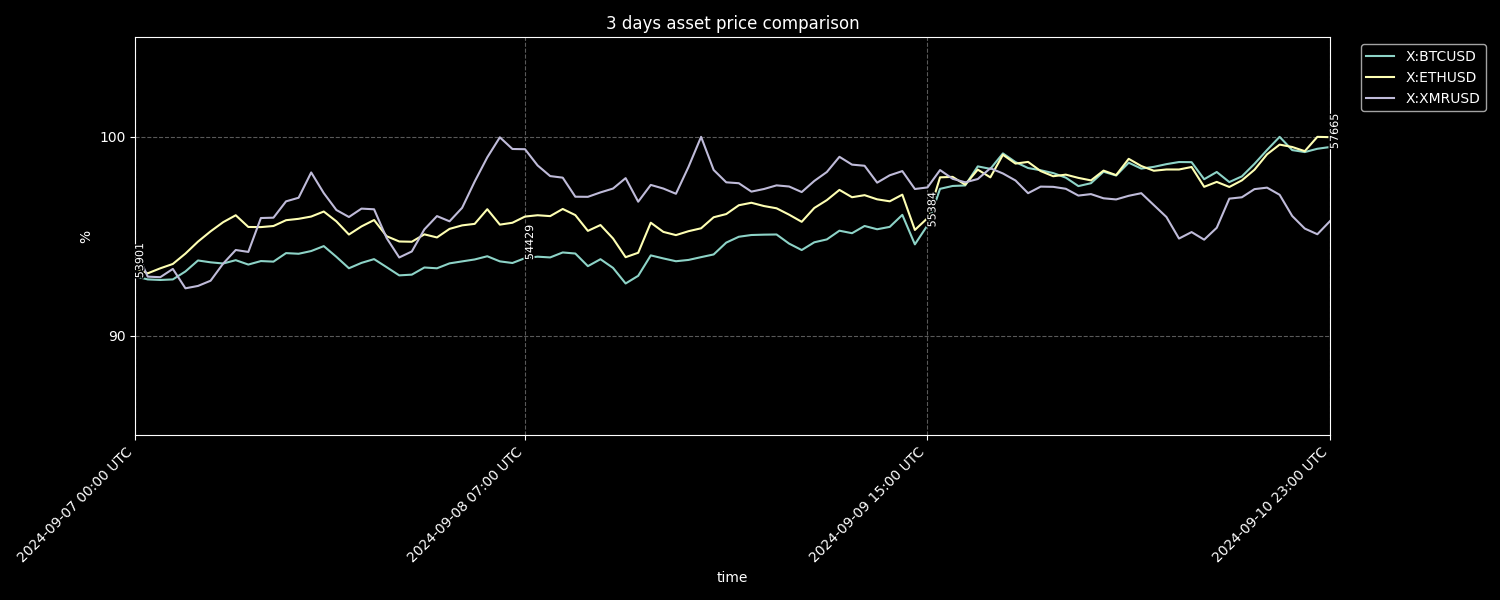 3 days asset price comparison
X:BTCUSD
X:ETHUSD
X:XMRUSD
100
90
%
53901
54429
55384
57665
2024-09-07 00:00 UTC
2024-09-08 07:00 UTC
2024-09-09 15:00 UTC
2024-09-10 23:00 UTC
time